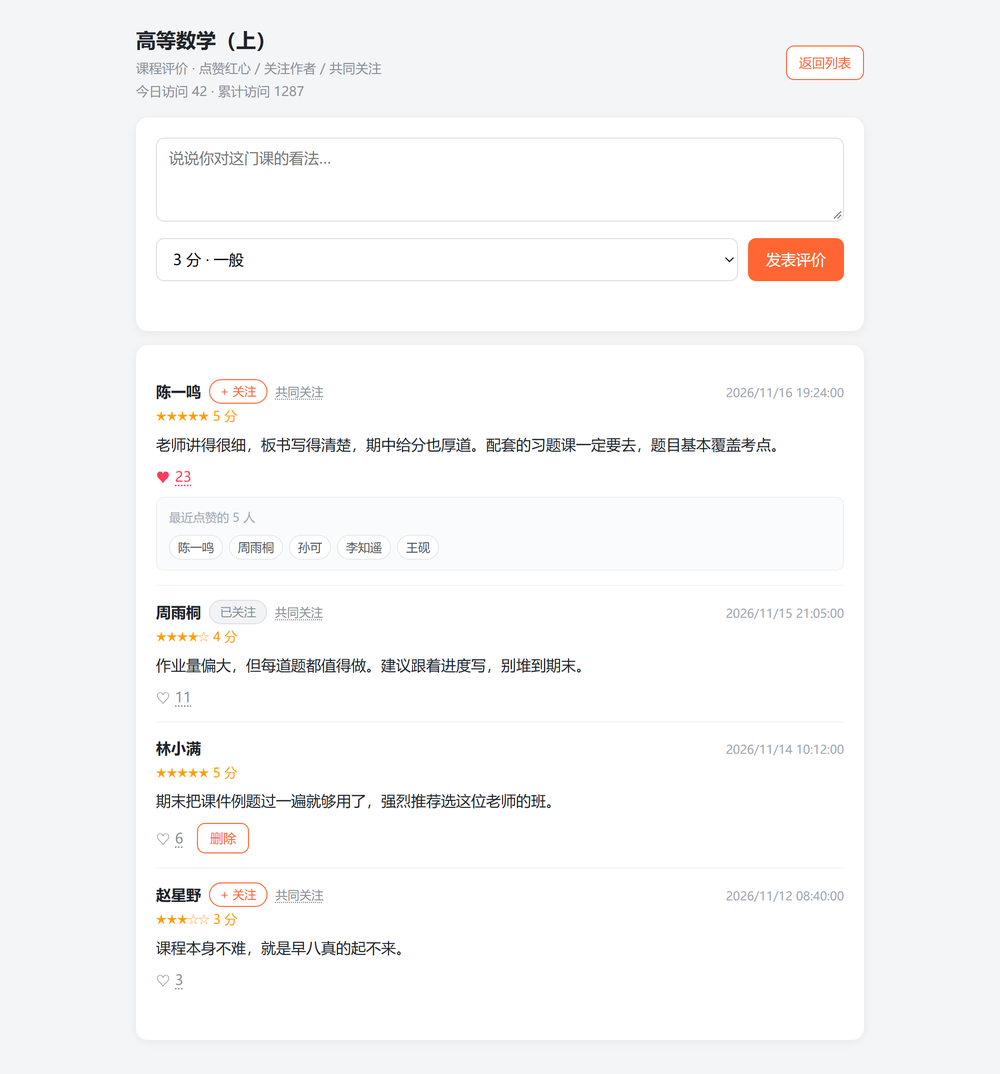 高等数学（上）
课程评价 · 点赞红心 / 关注作者 / 共同关注
今日访问 42 · 累计访问 1287
返回列表
说说你对这门课的看法...
3 分 · 一般
发表评价
陈一鸣 + 关注 共同关注 2026/11/16 19:24:00
★★★★★ 5 分
老师讲得很细，板书写得清楚，期中给分也厚道。配套的习题课一定要去，题目基本覆盖考点。
♥ 23
最近点赞的 5 人
陈一鸣 周雨桐 孙可 李知遥 王砚
周雨桐 已关注 共同关注 2026/11/15 21:05:00
★★★★☆ 4 分
作业量偏大，但每道题都值得做。建议跟着进度写，别堆到期末。
♡ 11
林小满 2026/11/14 10:12:00
★★★★★ 5 分
期末把课件例题过一遍就够用了，强烈推荐选这位老师的班。
♡ 6 删除
赵星野 + 关注 共同关注 2026/11/12 08:40:00
★★★☆☆ 3 分
课程本身不难，就是早八真的起不来。
♡ 3